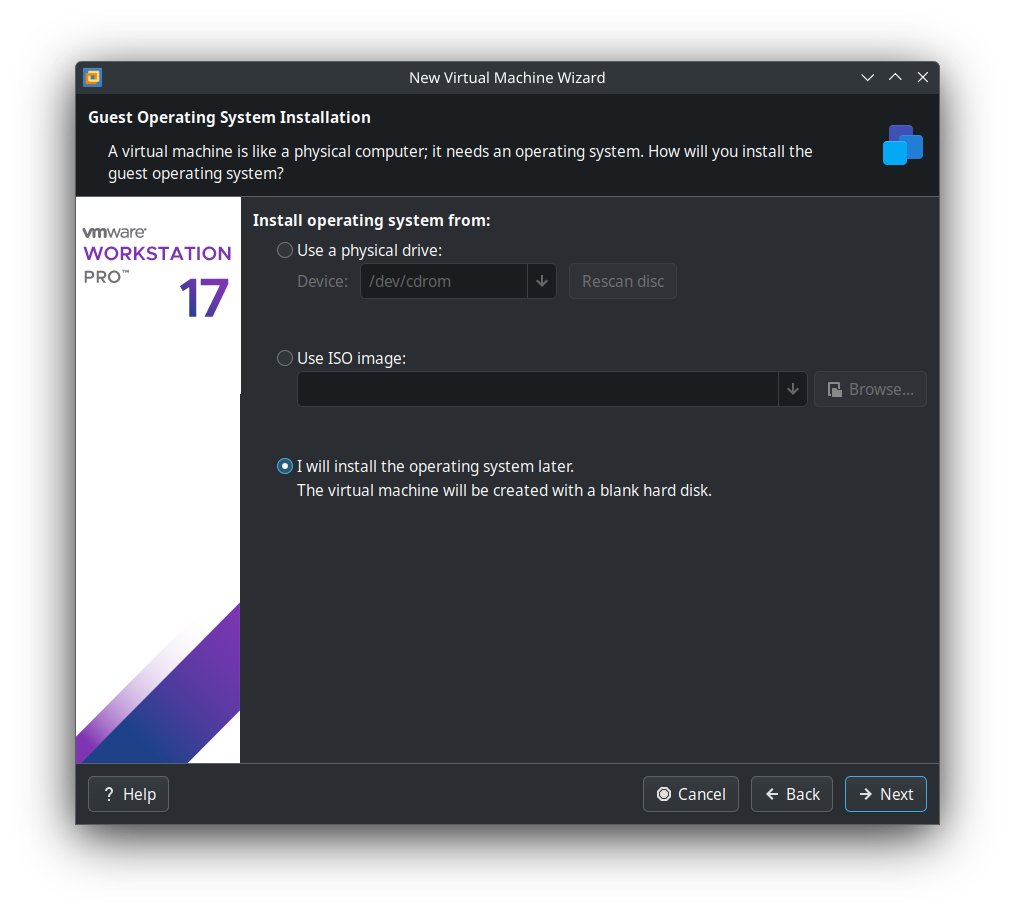 New Virtual Machine Wizard
Guest Operating System Installation
A virtual machine is like a physical computer; it needs an operating system. How will you install the
guest operating system?
vmware®
WORKSTATION
PRO™
17
Install operating system from:
Use a physical drive:
Device: /dev/cdrom Rescan disc
Use ISO image:
Browse...
I will install the operating system later.
The virtual machine will be created with a blank hard disk.
? Help Cancel Back Next